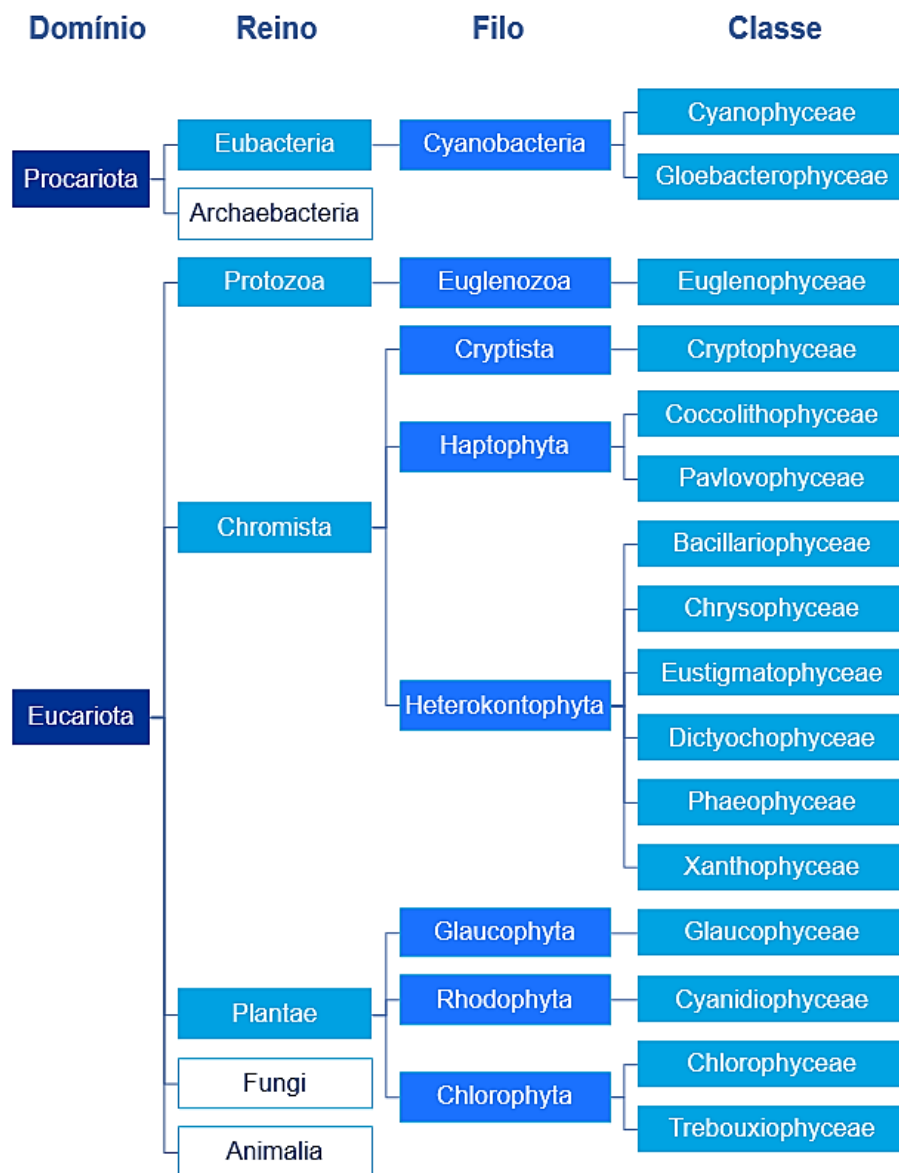 Domínio Reino Filo Classe
Cyanophyceae
Eubacteria Cyanobacteria
Procariota Gloebacterophyceae
Archaebacteria
Protozoa Euglenozoa Euglenophyceae
Cryptista Cryptophyceae
Coccolithophyceae
Haptophyta
Pavlovophyceae
Chromista Bacillariophyceae
Chrysophyceae
Eustigmatophyceae
Eucariota Heterokontophyta
Dictyochophyceae
Phaeophyceae
Xanthophyceae
Glaucophyta Glaucophyceae
Rhodophyta Cyanidiophyceae
Plantae
Chlorophyceae
Fungi
Chlorophyta
Trebouxiophyceae
Animalia